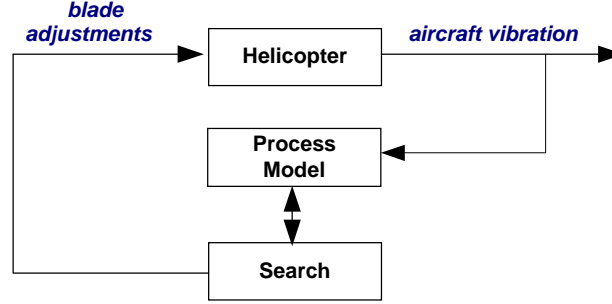 blade
adjustments
Helicopter
aircraft vibration
Process
Model
Search